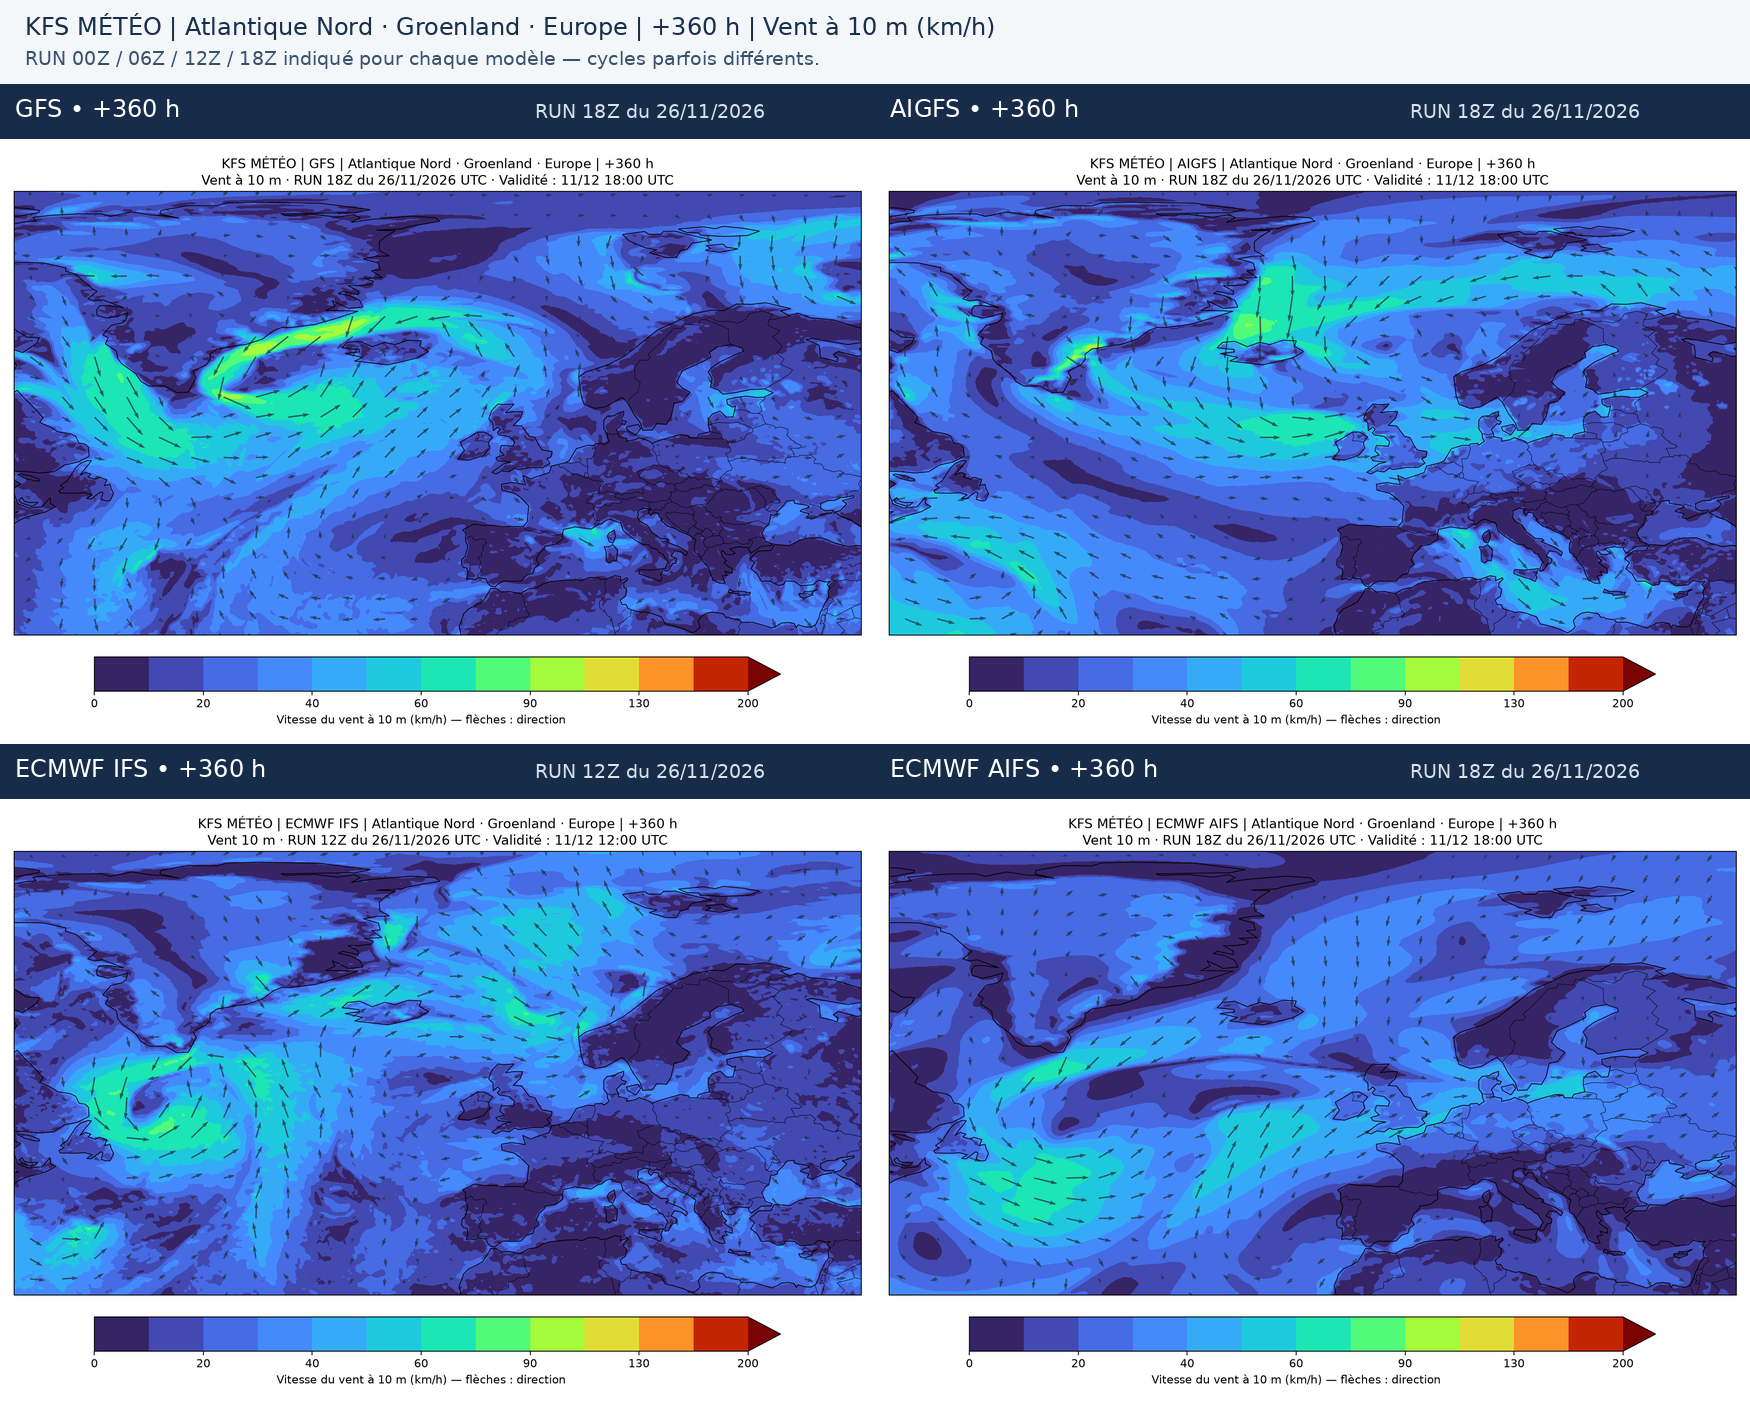 KFS MÉTÉO | Atlantique Nord · Groenland · Europe | +360 h | Vent à 10 m (km/h)
RUN 00Z / 06Z / 12Z / 18Z indiqué pour chaque modèle — cycles parfois différents.
GFS • +360 h
RUN 18Z du 26/11/2026
AIGFS • +360 h
RUN 18Z du 26/11/2026
KFS MÉTÉO | GFS | Atlantique Nord · Groenland · Europe | +360 h
Vent à 10 m · RUN 18Z du 26/11/2026 UTC · Validité : 11/12 18:00 UTC
KFS MÉTÉO | AIGFS | Atlantique Nord · Groenland · Europe | +360 h
Vent à 10 m · RUN 18Z du 26/11/2026 UTC · Validité : 11/12 18:00 UTC
0 20 40 60 90 130 200
Vitesse du vent à 10 m (km/h) — flèches : direction
0 20 40 60 90 130 200
Vitesse du vent à 10 m (km/h) — flèches : direction
ECMWF IFS • +360 h
RUN 12Z du 26/11/2026
ECMWF AIFS • +360 h
RUN 18Z du 26/11/2026
KFS MÉTÉO | ECMWF IFS | Atlantique Nord · Groenland · Europe | +360 h
Vent 10 m · RUN 12Z du 26/11/2026 UTC · Validité : 11/12 12:00 UTC
KFS MÉTÉO | ECMWF AIFS | Atlantique Nord · Groenland · Europe | +360 h
Vent 10 m · RUN 18Z du 26/11/2026 UTC · Validité : 11/12 18:00 UTC
0 20 40 60 90 130 200
Vitesse du vent à 10 m (km/h) — flèches : direction
0 20 40 60 90 130 200
Vitesse du vent à 10 m (km/h) — flèches : direction